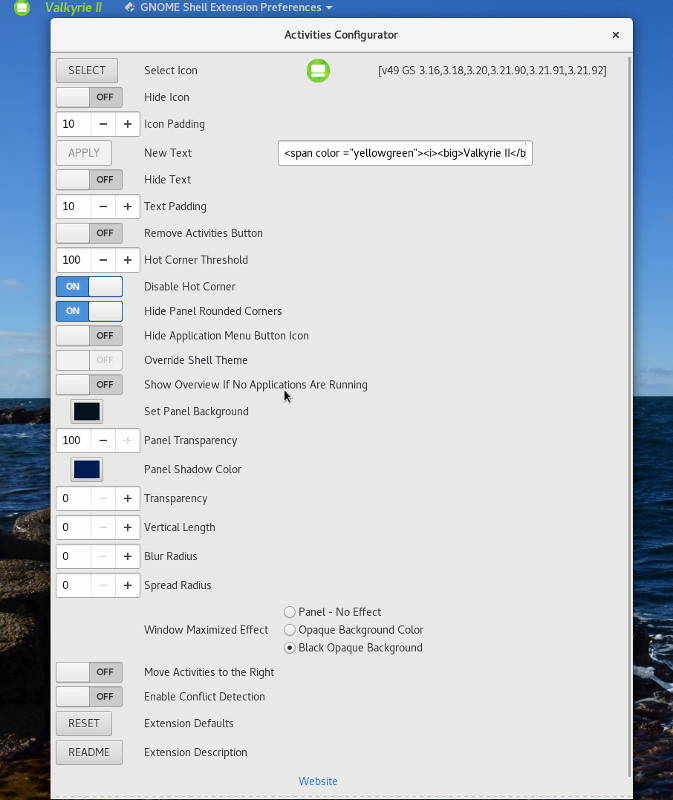 Valkyrie II GNOME Shell Extension Preferences
Activities Configurator
SELECT Select Icon [v49 GS 3.16,3.18,3.20,3.21.90,3.21.91,3.21.92]
OFF Hide Icon
10 − + Icon Padding
APPLY New Text <span color ="yellowgreen"><i><big>Valkyrie II</b
OFF Hide Text
10 − + Text Padding
OFF Remove Activities Button
100 − + Hot Corner Threshold
ON Disable Hot Corner
ON Hide Panel Rounded Corners
OFF Hide Application Menu Button Icon
OFF Override Shell Theme
OFF Show Overview If No Applications Are Running
Set Panel Background
100 − + Panel Transparency
Panel Shadow Color
0 − + Transparency
0 − + Vertical Length
0 − + Blur Radius
0 − + Spread Radius
Panel - No Effect
Window Maximized Effect Opaque Background Color
Black Opaque Background
OFF Move Activities to the Right
OFF Enable Conflict Detection
RESET Extension Defaults
README Extension Description
Website